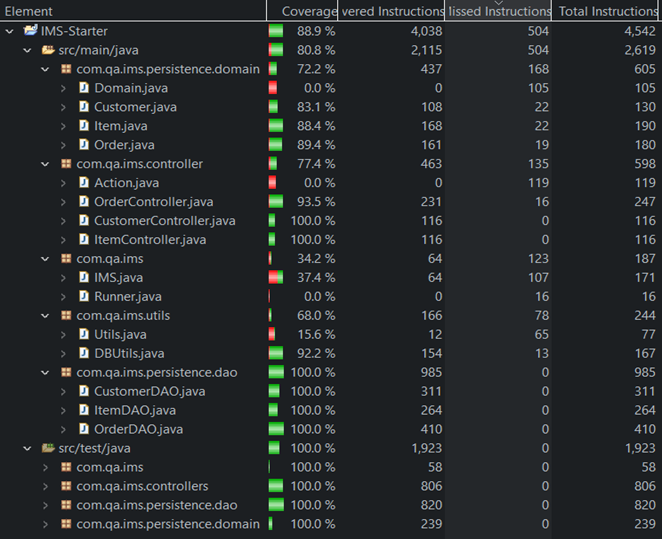 Element Coverage vered Instructions lissed Instructions Total Instructions
IMS-Starter 88.9 % 4,038 504 4,542
src/main/java 80.8 % 2,115 504 2,619
com.qa.ims.persistence.domain 72.2 % 437 168 605
Domain.java 0.0 % 0 105 105
Customer.java 83.1 % 108 22 130
Item.java 88.4 % 168 22 190
Order.java 89.4 % 161 19 180
com.qa.ims.controller 77.4 % 463 135 598
Action.java 0.0 % 0 119 119
OrderController.java 93.5 % 231 16 247
CustomerController.java 100.0 % 116 0 116
ItemController.java 100.0 % 116 0 116
com.qa.ims 34.2 % 64 123 187
IMS.java 37.4 % 64 107 171
Runner.java 0.0 % 0 16 16
com.qa.ims.utils 68.0 % 166 78 244
Utils.java 15.6 % 12 65 77
DBUtils.java 92.2 % 154 13 167
com.qa.ims.persistence.dao 100.0 % 985 0 985
CustomerDAO.java 100.0 % 311 0 311
ItemDAO.java 100.0 % 264 0 264
OrderDAO.java 100.0 % 410 0 410
src/test/java 100.0 % 1,923 0 1,923
com.qa.ims 100.0 % 58 0 58
com.qa.ims.controllers 100.0 % 806 0 806
com.qa.ims.persistence.dao 100.0 % 820 0 820
com.qa.ims.persistence.domain 100.0 % 239 0 239